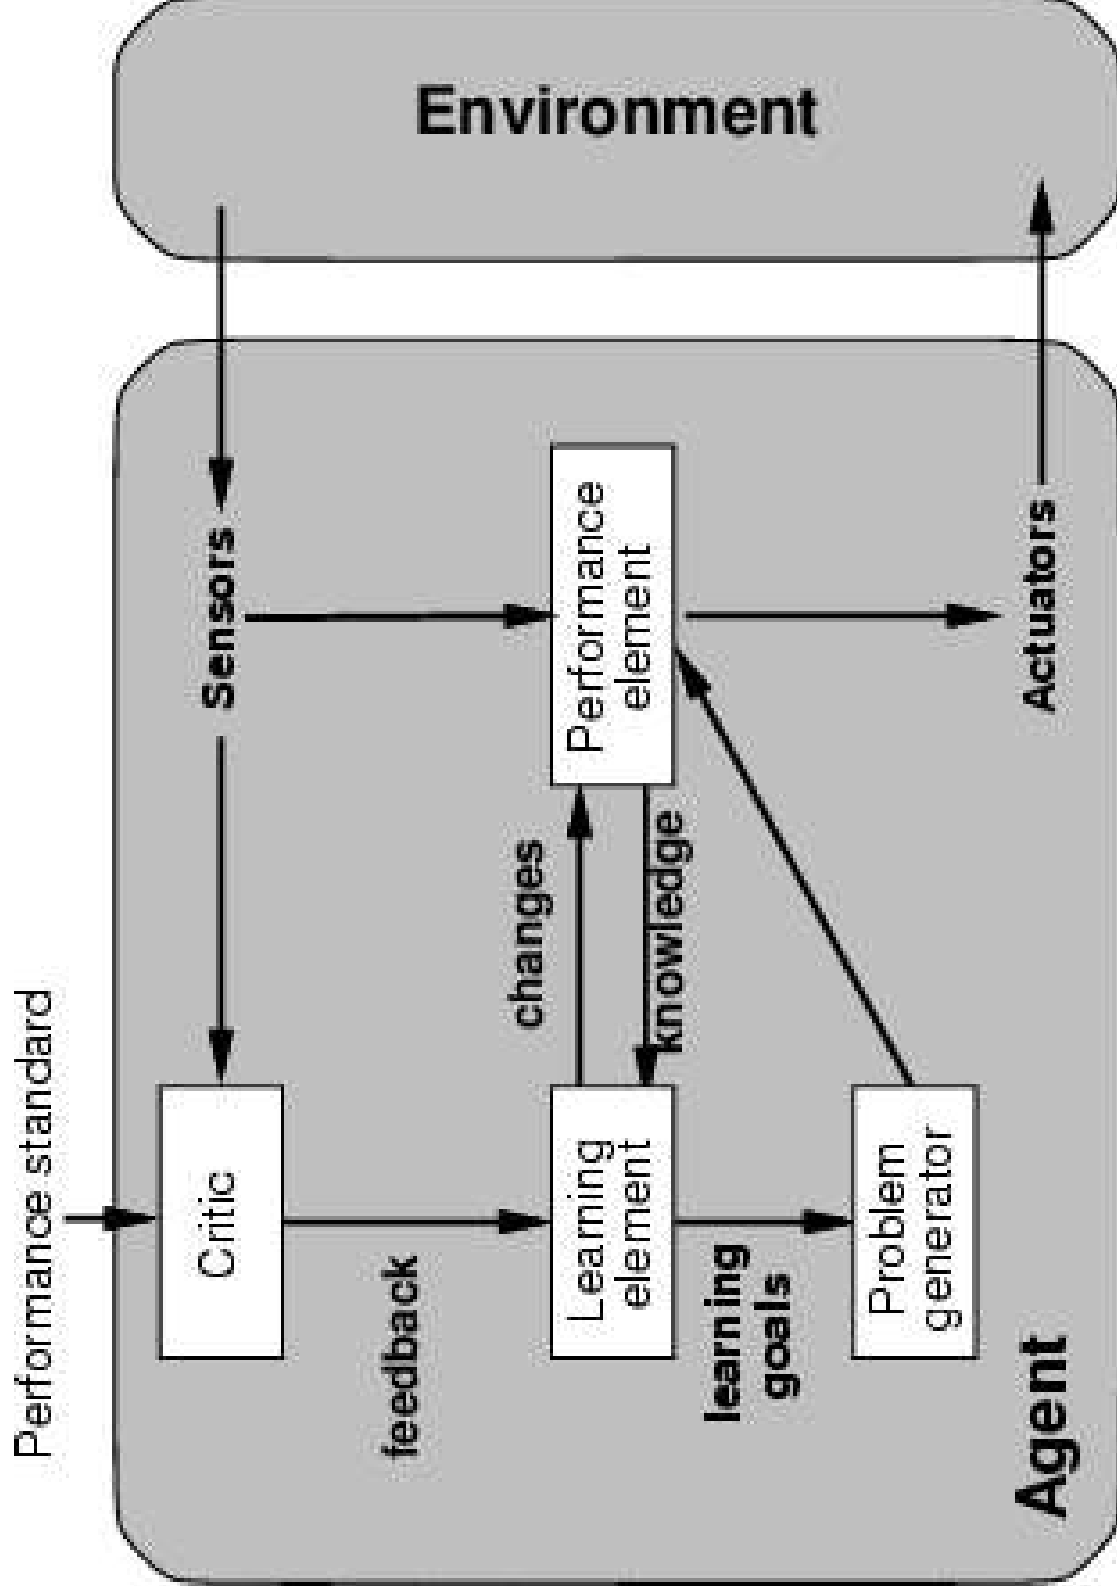 Performance standard
Critic
Sensors
feedback
changes
Learning
element
Performance
element
knowledge
learning
goals
Problem
generator
Actuators
Agent
Environment